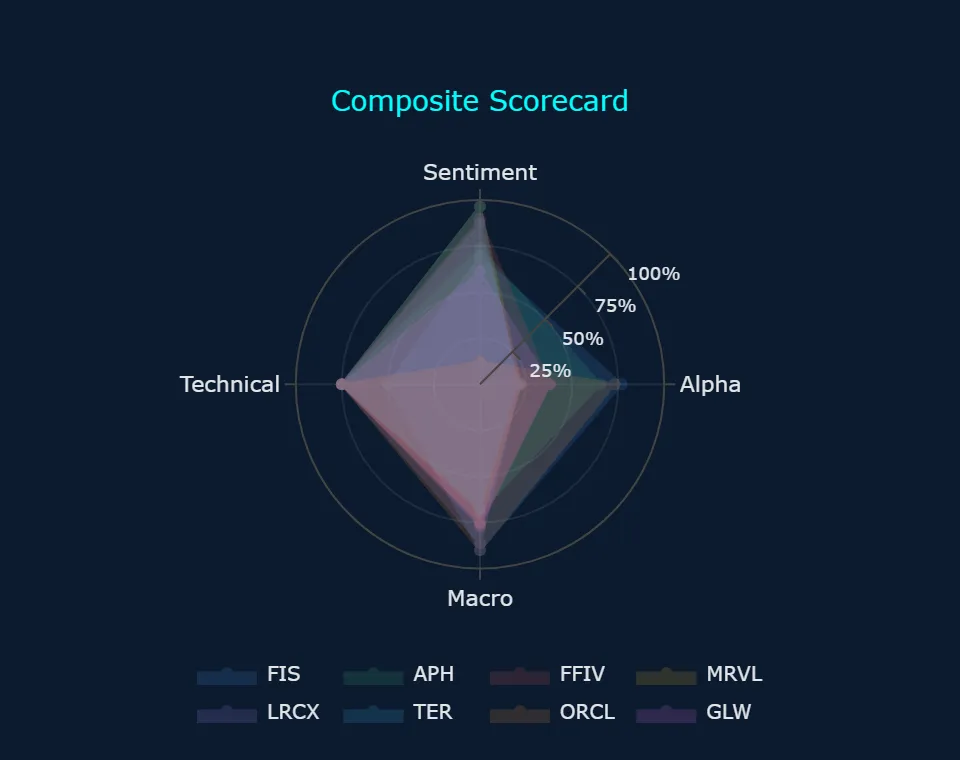 Composite Scorecard
Sentiment
100%
75%
50%
25%
Technical
Alpha
Macro
FIS APH FFIV MRVL
LRCX TER ORCL GLW